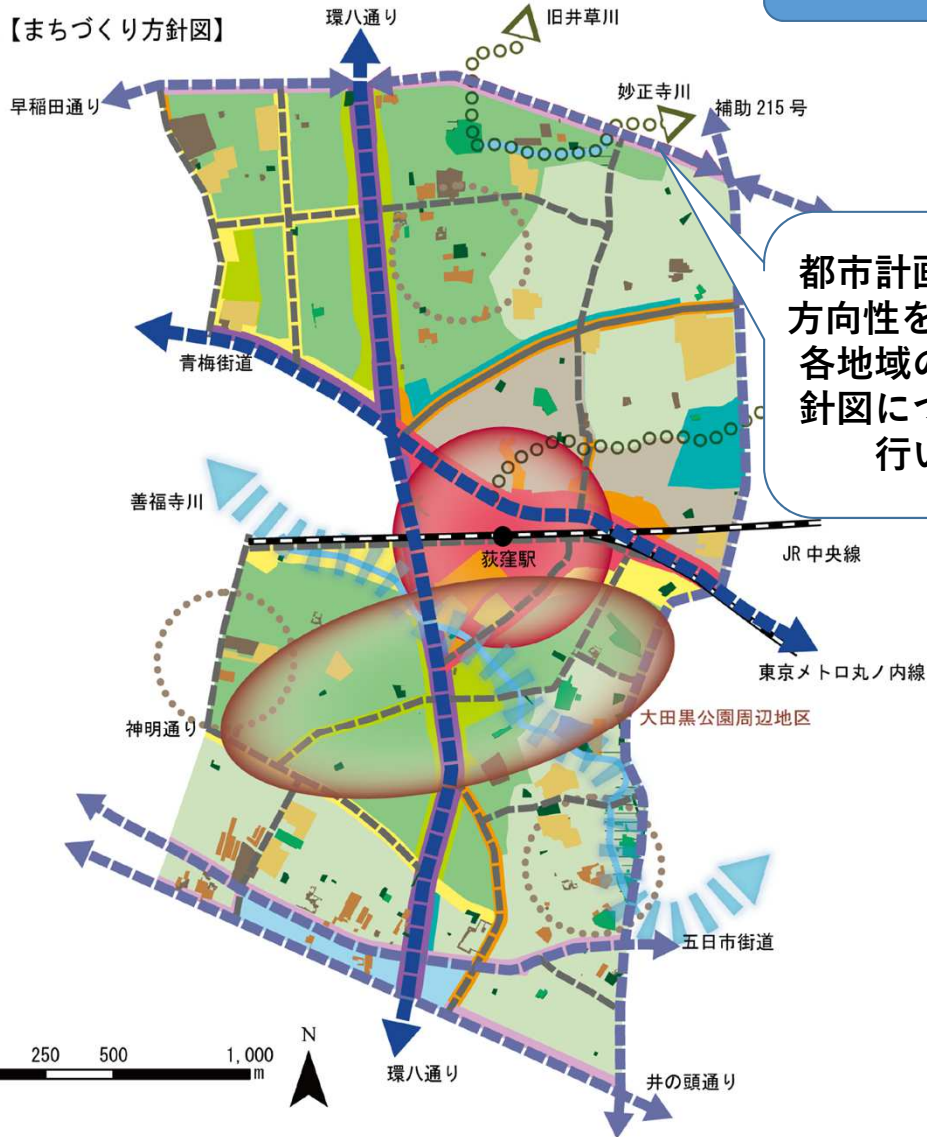 【まちづくり方針図】
環八通り
旧井草川
早稲田通り
妙正寺川
補助 215 号
都市計画
方向性を
各地域の
針図につ
行い
青梅街道
善福寺川
荻窪駅
JR 中央線
東京メトロ丸ノ内線
大田黒公園周辺地区
神明通り
五日市街道
250 500 1,000
m
N
環八通り
井の頭通り